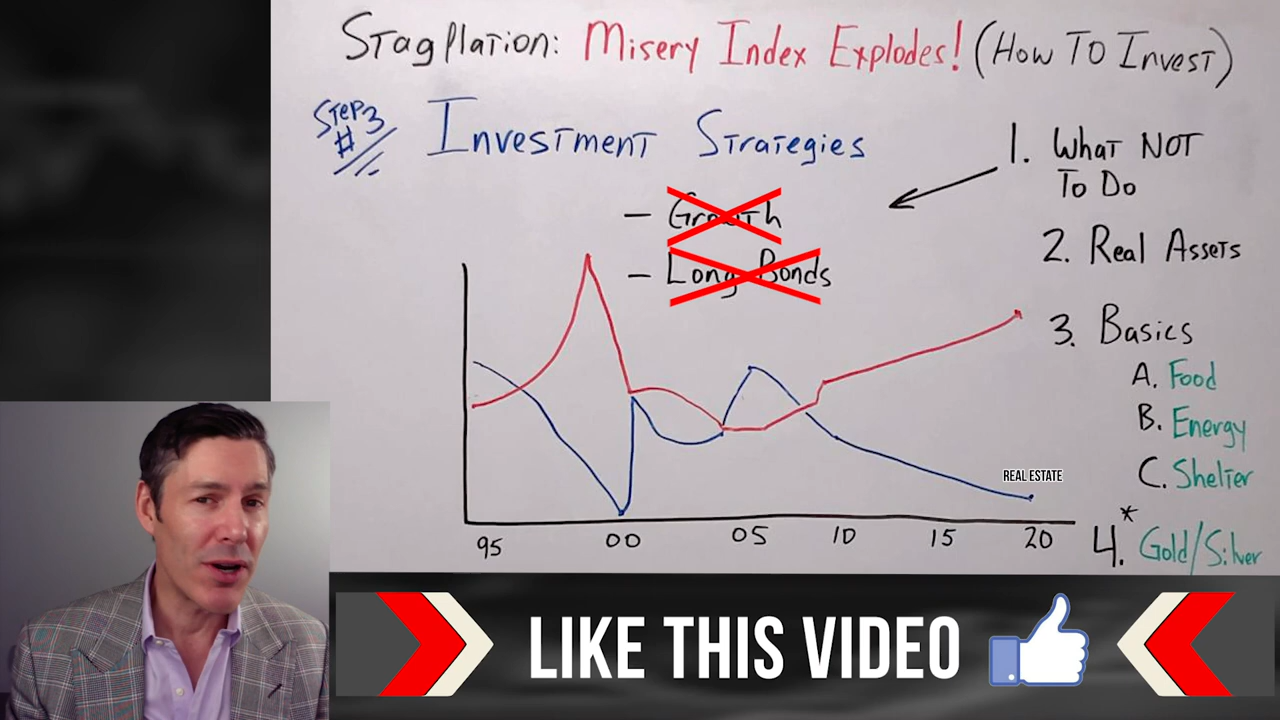 Stagflation: Misery Index Explodes! (How To Invest)
Step #3
Investment Strategies
1. What NOT
To Do
- Growth
- Long Bonds
2. Real Assets
3. Basics
A. Food
B. Energy
C. Shelter
4.* Gold/Silver
REAL ESTATE
95 00 05 10 15 20
LIKE THIS VIDEO